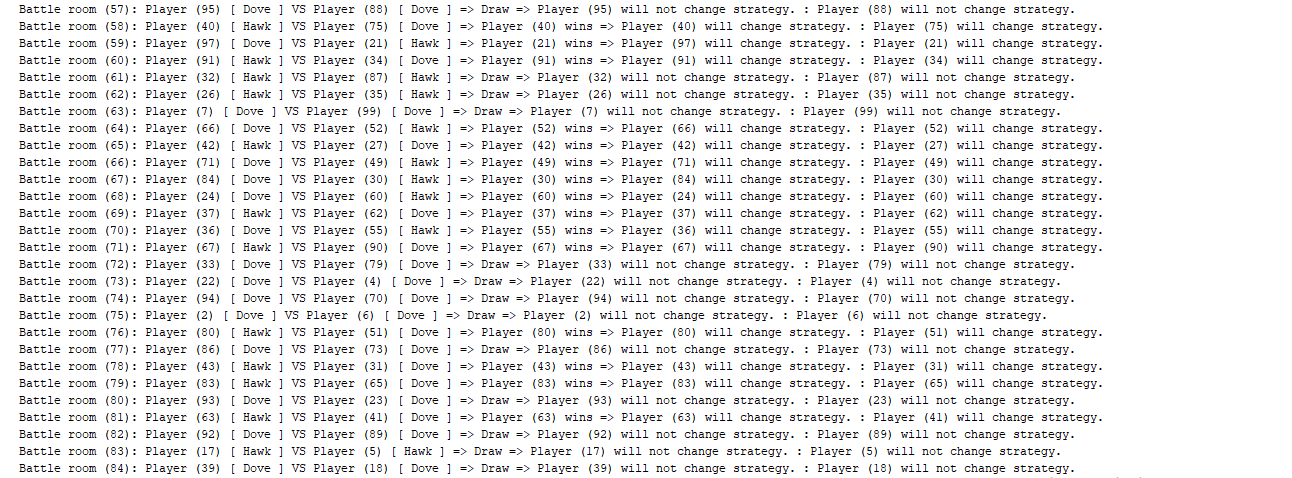 Battle room (57): Player (95) [ Dove ] VS Player (88) [ Dove ] => Draw => Player (95) will not change strategy. : Player (88) will not change strategy.
Battle room (58): Player (40) [ Hawk ] VS Player (75) [ Dove ] => Player (40) wins => Player (40) will change strategy. : Player (75) will change strategy.
Battle room (59): Player (97) [ Dove ] VS Player (21) [ Hawk ] => Player (21) wins => Player (97) will change strategy. : Player (21) will change strategy.
Battle room (60): Player (91) [ Hawk ] VS Player (34) [ Dove ] => Player (91) wins => Player (91) will change strategy. : Player (34) will change strategy.
Battle room (61): Player (32) [ Hawk ] VS Player (87) [ Hawk ] => Draw => Player (32) will not change strategy. : Player (87) will not change strategy.
Battle room (62): Player (26) [ Hawk ] VS Player (35) [ Hawk ] => Draw => Player (26) will not change strategy. : Player (35) will not change strategy.
Battle room (63): Player (7) [ Dove ] VS Player (99) [ Dove ] => Draw => Player (7) will not change strategy. : Player (99) will not change strategy.
Battle room (64): Player (66) [ Dove ] VS Player (52) [ Hawk ] => Player (52) wins => Player (66) will change strategy. : Player (52) will change strategy.
Battle room (65): Player (42) [ Hawk ] VS Player (27) [ Dove ] => Player (42) wins => Player (42) will change strategy. : Player (27) will change strategy.
Battle room (66): Player (71) [ Dove ] VS Player (49) [ Hawk ] => Player (49) wins => Player (71) will change strategy. : Player (49) will change strategy.
Battle room (67): Player (84) [ Dove ] VS Player (30) [ Hawk ] => Player (30) wins => Player (84) will change strategy. : Player (30) will change strategy.
Battle room (68): Player (24) [ Dove ] VS Player (60) [ Hawk ] => Player (60) wins => Player (24) will change strategy. : Player (60) will change strategy.
Battle room (69): Player (37) [ Hawk ] VS Player (62) [ Dove ] => Player (37) wins => Player (37) will change strategy. : Player (62) will change strategy.
Battle room (70): Player (36) [ Dove ] VS Player (55) [ Hawk ] => Player (55) wins => Player (36) will change strategy. : Player (55) will change strategy.
Battle room (71): Player (67) [ Hawk ] VS Player (90) [ Dove ] => Player (67) wins => Player (67) will change strategy. : Player (90) will change strategy.
Battle room (72): Player (33) [ Dove ] VS Player (79) [ Dove ] => Draw => Player (33) will not change strategy. : Player (79) will not change strategy.
Battle room (73): Player (22) [ Dove ] VS Player (4) [ Dove ] => Draw => Player (22) will not change strategy. : Player (4) will not change strategy.
Battle room (74): Player (94) [ Dove ] VS Player (70) [ Dove ] => Draw => Player (94) will not change strategy. : Player (70) will not change strategy.
Battle room (75): Player (2) [ Dove ] VS Player (6) [ Dove ] => Draw => Player (2) will not change strategy. : Player (6) will not change strategy.
Battle room (76): Player (80) [ Hawk ] VS Player (51) [ Dove ] => Player (80) wins => Player (80) will change strategy. : Player (51) will change strategy.
Battle room (77): Player (86) [ Dove ] VS Player (73) [ Dove ] => Draw => Player (86) will not change strategy. : Player (73) will not change strategy.
Battle room (78): Player (43) [ Hawk ] VS Player (31) [ Dove ] => Player (43) wins => Player (43) will change strategy. : Player (31) will change strategy.
Battle room (79): Player (83) [ Hawk ] VS Player (65) [ Dove ] => Player (83) wins => Player (83) will change strategy. : Player (65) will change strategy.
Battle room (80): Player (93) [ Dove ] VS Player (23) [ Dove ] => Draw => Player (93) will not change strategy. : Player (23) will not change strategy.
Battle room (81): Player (63) [ Hawk ] VS Player (41) [ Dove ] => Player (63) wins => Player (63) will change strategy. : Player (41) will change strategy.
Battle room (82): Player (92) [ Dove ] VS Player (89) [ Dove ] => Draw => Player (92) will not change strategy. : Player (89) will not change strategy.
Battle room (83): Player (17) [ Hawk ] VS Player (5) [ Hawk ] => Draw => Player (17) will not change strategy. : Player (5) will not change strategy.
Battle room (84): Player (39) [ Dove ] VS Player (18) [ Dove ] => Draw => Player (39) will not change strategy. : Player (18) will not change strategy.